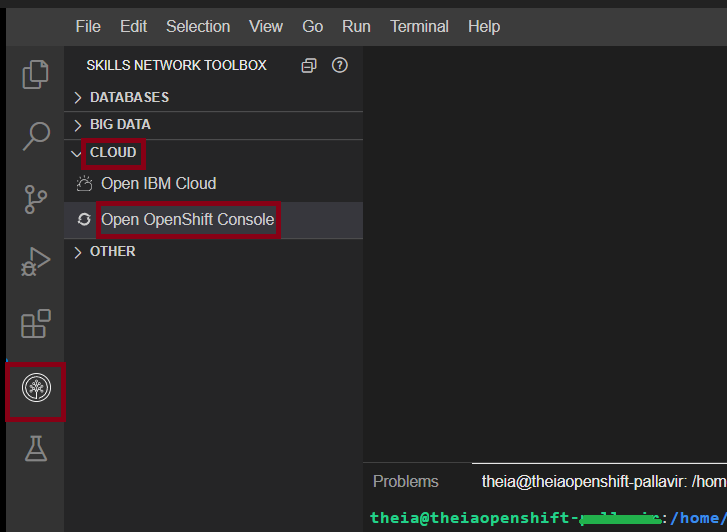 File Edit Selection View Go Run Terminal Help
SKILLS NETWORK TOOLBOX
DATABASES
BIG DATA
CLOUD
Open IBM Cloud
Open OpenShift Console
OTHER
Problems theia@theiaopenshift-pallavir: /hom
theia@theiaopenshift-:/home/